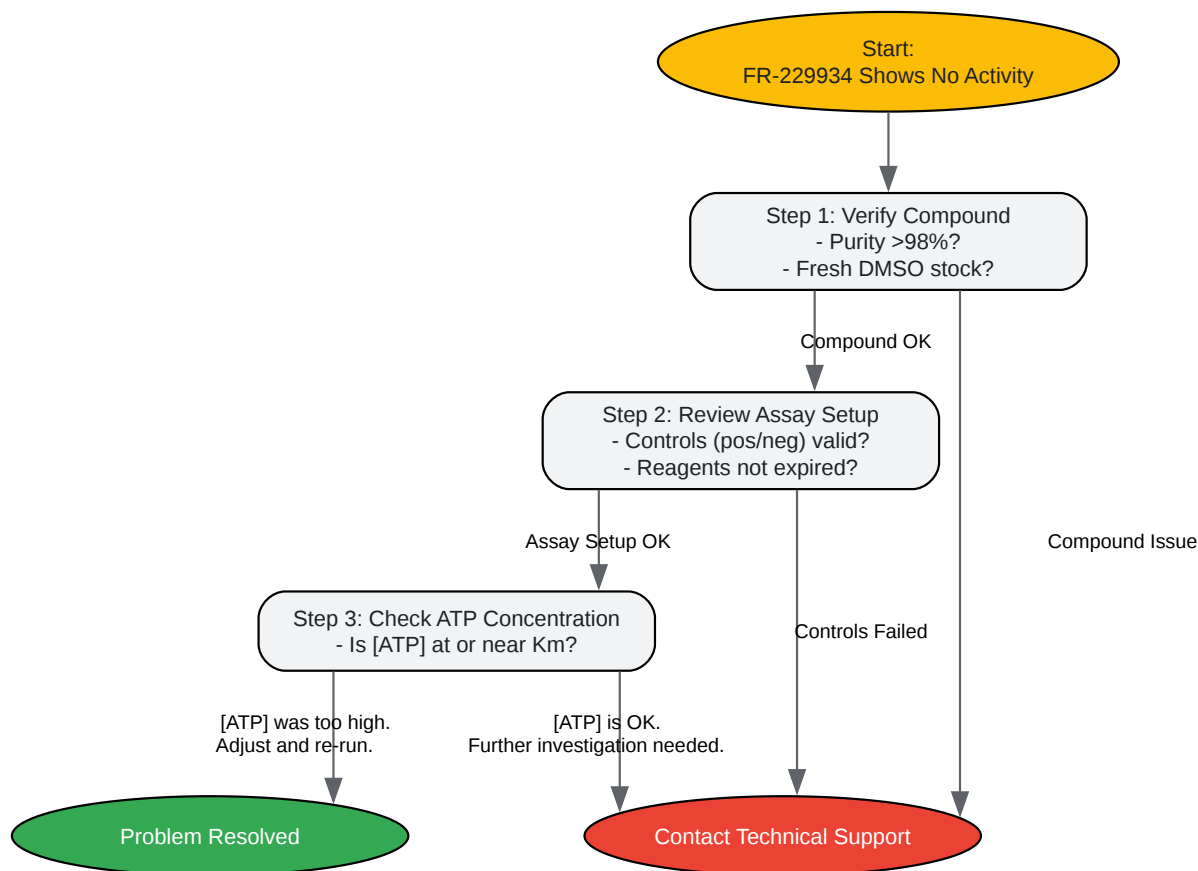 Start:
FR-229934 Shows No Activity
Step 1: Verify Compound
- Purity >98%?
- Fresh DMSO stock?
Compound OK
Step 2: Review Assay Setup
- Controls (pos/neg) valid?
- Reagents not expired?
Assay Setup OK
Compound Issue
Step 3: Check ATP Concentration
- Is [ATP] at or near Km?
Controls Failed
[ATP] was too high.
Adjust and re-run.
[ATP] is OK.
Further investigation needed.
Problem Resolved
Contact Technical Support